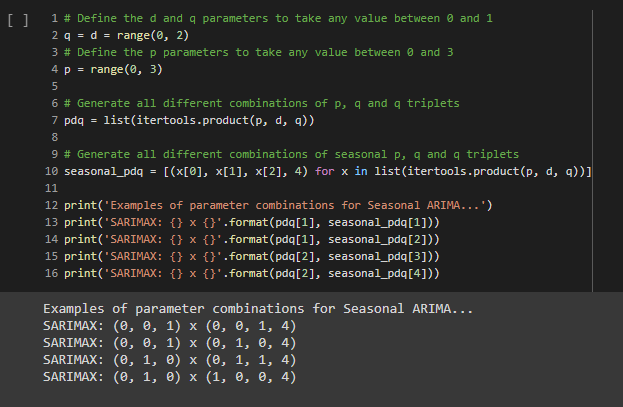 [ ]
1 # Define the d and q parameters to take any value between 0 and 1
2 q = d = range(0, 2)
3 # Define the p parameters to take any value between 0 and 3
4 p = range(0, 3)
5
6 # Generate all different combinations of p, q and q triplets
7 pdq = list(itertools.product(p, d, q))
8
9 # Generate all different combinations of seasonal p, q and q triplets
10 seasonal_pdq = [(x[0], x[1], x[2], 4) for x in list(itertools.product(p, d, q))]
11
12 print('Examples of parameter combinations for Seasonal ARIMA...')
13 print('SARIMAX: {} x {}'.format(pdq[1], seasonal_pdq[1]))
14 print('SARIMAX: {} x {}'.format(pdq[1], seasonal_pdq[2]))
15 print('SARIMAX: {} x {}'.format(pdq[2], seasonal_pdq[3]))
16 print('SARIMAX: {} x {}'.format(pdq[2], seasonal_pdq[4]))
Examples of parameter combinations for Seasonal ARIMA...
SARIMAX: (0, 0, 1) x (0, 0, 1, 4)
SARIMAX: (0, 0, 1) x (0, 1, 0, 4)
SARIMAX: (0, 1, 0) x (0, 1, 1, 4)
SARIMAX: (0, 1, 0) x (1, 0, 0, 4)